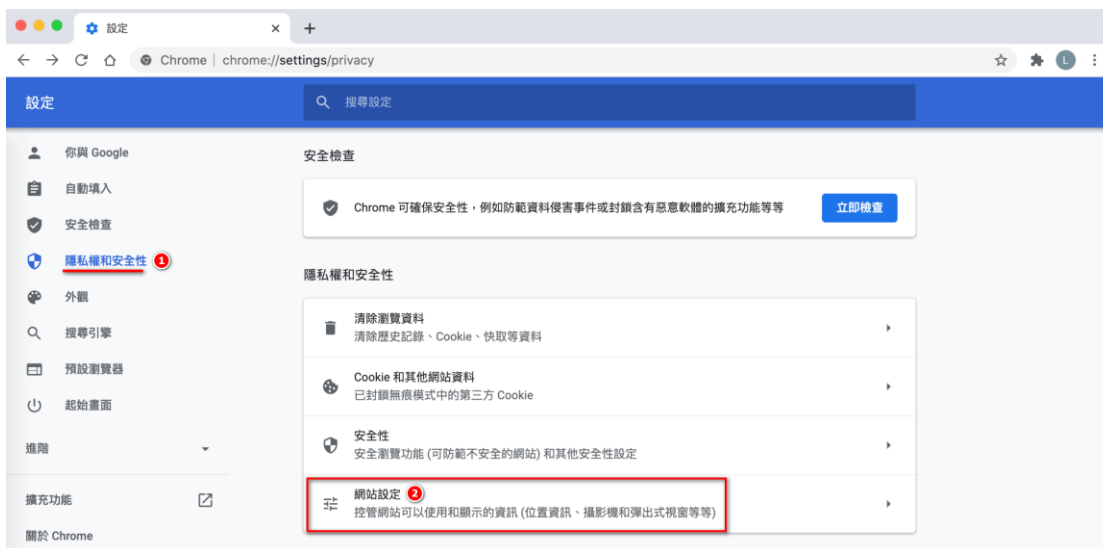 設定
Chrome | chrome://settings/privacy
L
設定
搜尋設定
你與 Google
自動填入
安全檢查
隱私權和安全性 1
外觀
搜尋引擎
預設瀏覽器
起始畫面
進階
擴充功能
關於 Chrome
安全檢查
Chrome 可確保安全性，例如防範資料侵害事件或封鎖含有惡意軟體的擴充功能等等
立即檢查
隱私權和安全性
清除瀏覽資料
清除歷史記錄、Cookie、快取等資料
Cookie 和其他網站資料
已封鎖無痕模式中的第三方 Cookie
安全性
安全瀏覽功能 (可防範不安全的網站) 和其他安全性設定
網站設定 2
控管網站可以使用和顯示的資訊 (位置資訊、攝影機和彈出式視窗等等)